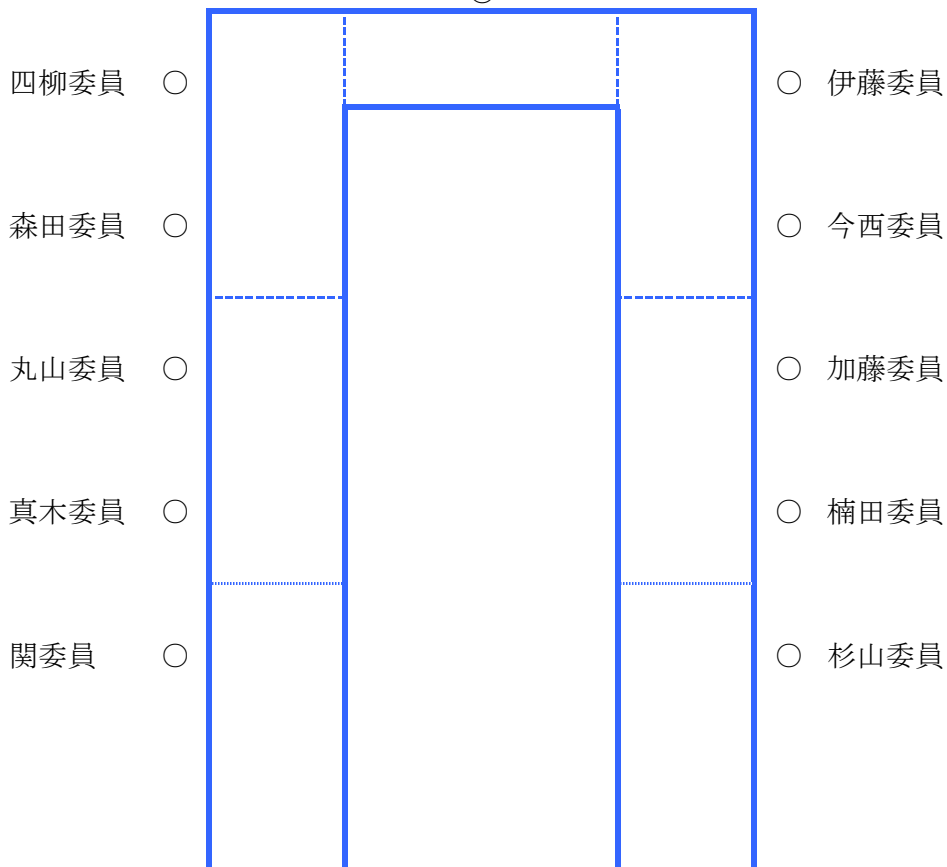 ○
四柳委員 ○ ○ 伊藤委員
森田委員 ○ ○ 今西委員
丸山委員 ○ ○ 加藤委員
真木委員 ○ ○ 楠田委員
関委員 ○ ○ 杉山委員